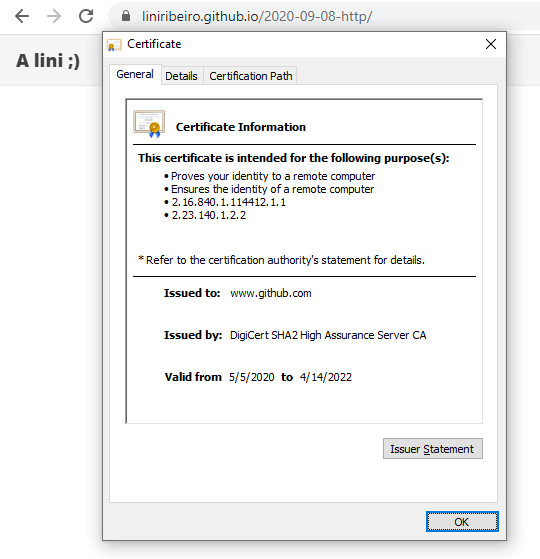 liniribeiro.github.io/2020-09-08-http/
A lini ;)
Certificate
General Details Certification Path
Certificate Information
This certificate is intended for the following purpose(s):
• Proves your identity to a remote computer
• Ensures the identity of a remote computer
• 2.16.840.1.114412.1.1
• 2.23.140.1.2.2
* Refer to the certification authority's statement for details.
Issued to: www.github.com
Issued by: DigiCert SHA2 High Assurance Server CA
Valid from 5/5/2020 to 4/14/2022
Issuer Statement
OK